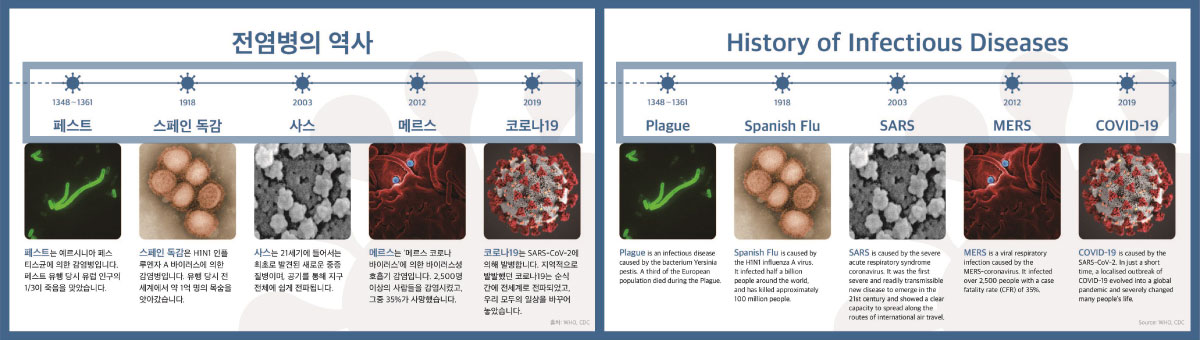 전염병의 역사
1348~1361
1918
2003
2012
2019
페스트
스페인 독감
사스
메르스
코로나19
페스트는 예르시니아 페스
티스균에 의한 감염병입니다.
페스트 유행 당시 유럽 인구의
1/3이 죽음을 맞았습니다.
스페인 독감은 H1N1 인플
루엔자 A 바이러스에 의한
감염병입니다. 유행 당시 전
세계에서 약 1억 명의 목숨을
앗아갔습니다.
사스는 21세기에 들어서는
최초로 발견된 새로운 중증
질병이며, 공기를 통해 지구
전체에 쉽게 전파됩니다.
메르스는 '메르스 코로나
바이러스'에 의한 바이러스성
호흡기 감염입니다. 2,500명
이상의 사람들을 감염시켰고,
그중 35%가 사망했습니다.
코로나19는 SARS-CoV-2에
의해 발병합니다. 지역적으로
발발했던 코로나19는 순식
간에 전세계로 전파되었고,
우리 모두의 일상을 바꾸어
놓았습니다.
출처: WHO, CDC
History of Infectious Diseases
1348~1361
1918
2003
2012
2019
Plague
Spanish Flu
SARS
MERS
COVID-19
Plague is an infectious disease
caused by the bacterium Yersinia
pestis. A third of the European
population died during the Plague.
Spanish Flu is caused by
the H1N1 influenza A virus.
It infected half a billion
people around the world,
and has killed approximately
100 million people.
SARS is caused by the severe
acute respiratory syndrome
coronavirus. It was the first
severe and readily transmissible
new disease to emerge in the
21st century and showed a clear
capacity to spread along the
routes of international air travel.
MERS is a viral respiratory
infection caused by the
MERS-coronavirus. It infected
over 2,500 people with a case
fatality rate (CFR) of 35%.
COVID-19 is caused by the
SARS-CoV-2. In just a short
time, a localised outbreak of
COVID-19 evolved into a global
pandemic and severely changed
many people's life.
Source: WHO, CDC